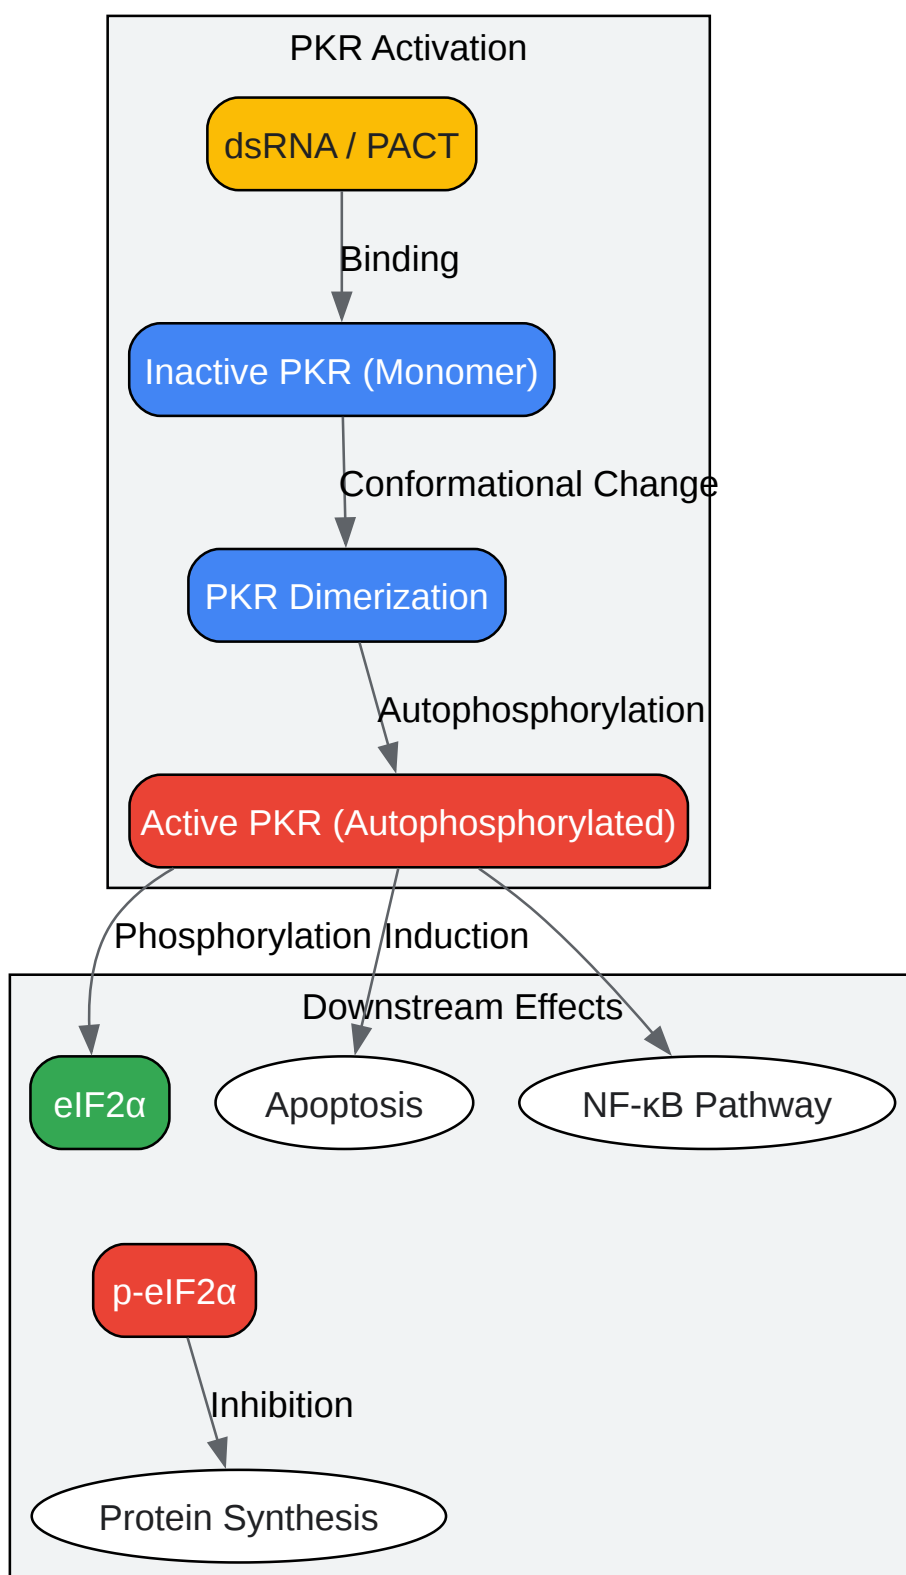 PKR Activation
dsRNA / PACT
Binding
Inactive PKR (Monomer)
Conformational Change
PKR Dimerization
Autophosphorylation
Active PKR (Autophosphorylated)
Phosphorylation
Induction
Downstream Effects
eIF2α
Apoptosis
NF-κB Pathway
p-eIF2α
Inhibition
Protein Synthesis